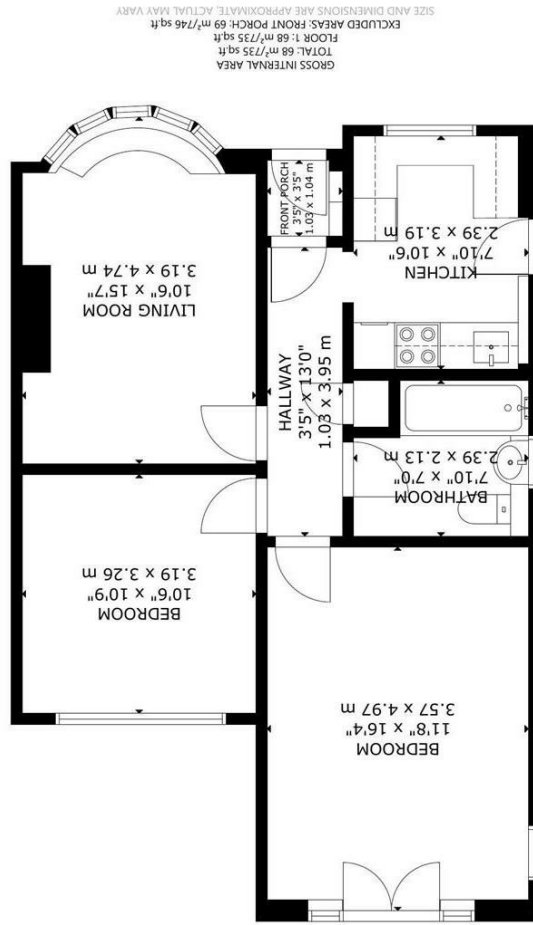 BEDROOM
11'8" x 16'4"
3.57 x 4.97 m
BEDROOM
10'6" x 10'9"
3.19 x 3.26 m
BATHROOM
7'10" x 7'0"
2.39 x 2.13 m
HALLWAY
3'5" x 13'0"
1.03 x 3.95 m
LIVING ROOM
10'6" x 15'7"
3.19 x 4.74 m
KITCHEN
7'10" x 10'6"
2.39 x 3.19 m
FRONT PORCH
3'5" x 3'5"
1.03 x 1.04 m
GROSS INTERNAL AREA
TOTAL: 68 m²/735 sq.ft
FLOOR 1: 68 m²/735 sq.ft
EXCLUDED AREAS: FRONT PORCH: 69 m²/746 sq.ft
SIZE AND DIMENSIONS ARE APPROXIMATE, ACTUAL MAY VARY